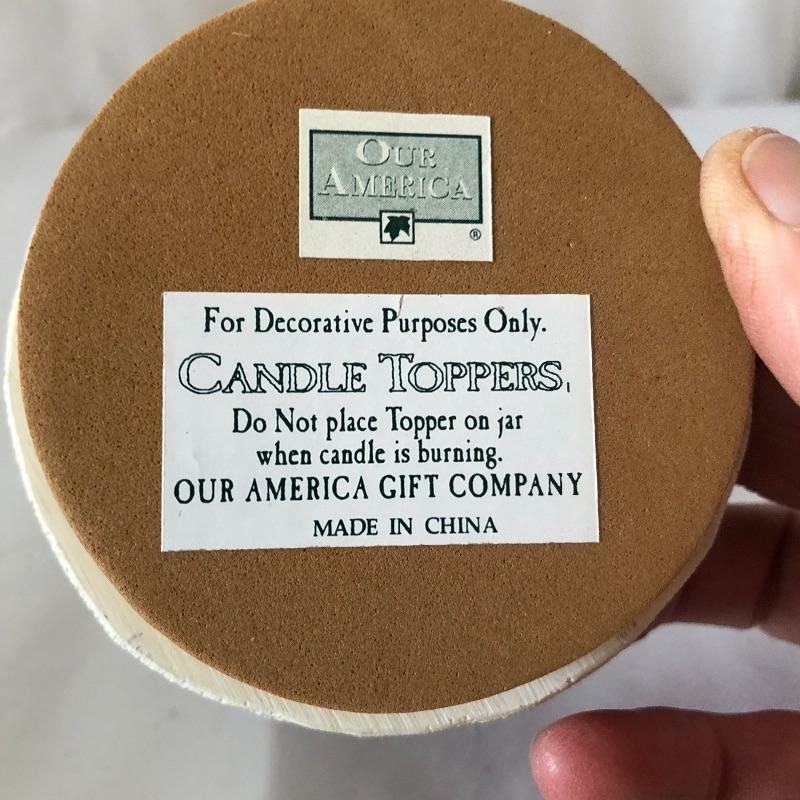 OUR
AMERICA
®
For Decorative Purposes Only.
CANDLE TOPPERS
Do Not place Topper on jar
when candle is burning.
OUR AMERICA GIFT COMPANY
MADE IN CHINA